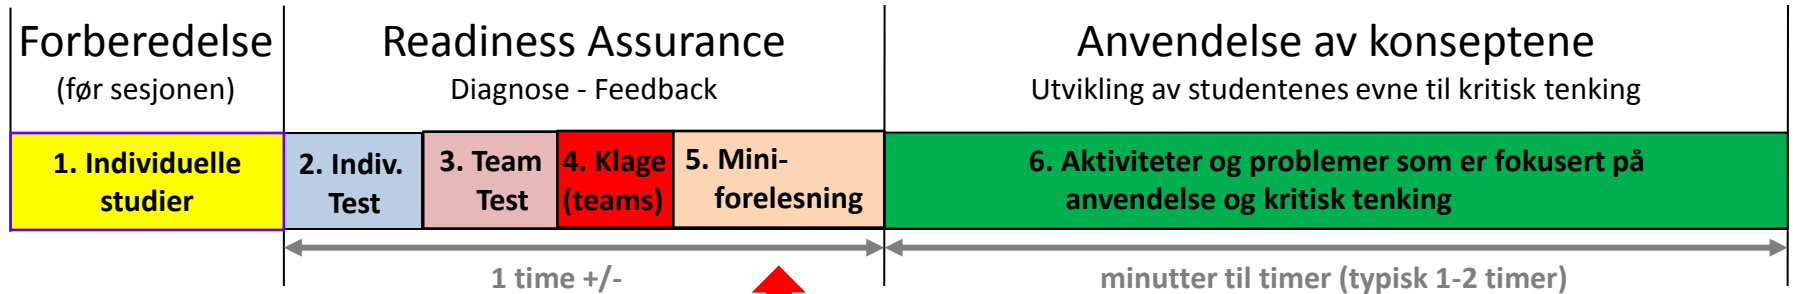 Forberedelse
(før sesjonen)
Readiness Assurance
Diagnose - Feedback
Anvendelse av konseptene
Utvikling av studentenes evne til kritisk tenking
1. Individuelle
studier
2. Indiv.
Test
3. Team
Test
4. Klage
(teams)
5. Mini-
forelesning
6. Aktiviteter og problemer som er fokusert på
anvendelse og kritisk tenking
1 time +/-
minutter til timer (typisk 1-2 timer)